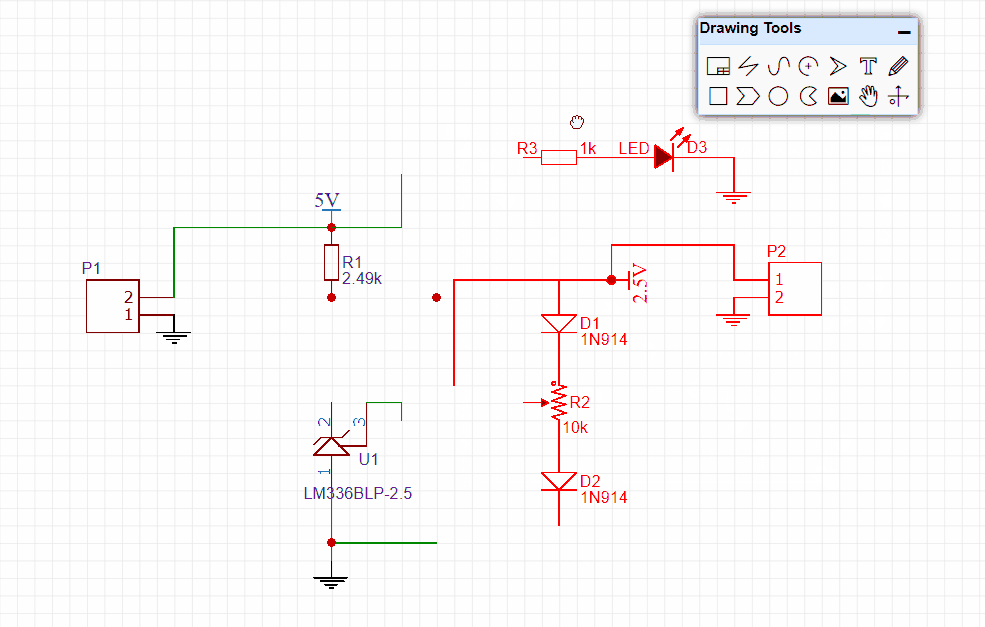 Drawing Tools
R3
1k
LED
D3
5V
P1
2
1
R1
2.49k
2.5V
P2
1
2
D1
1N914
R2
10k
2
3
1
U1
LM336BLP-2.5
D2
1N914